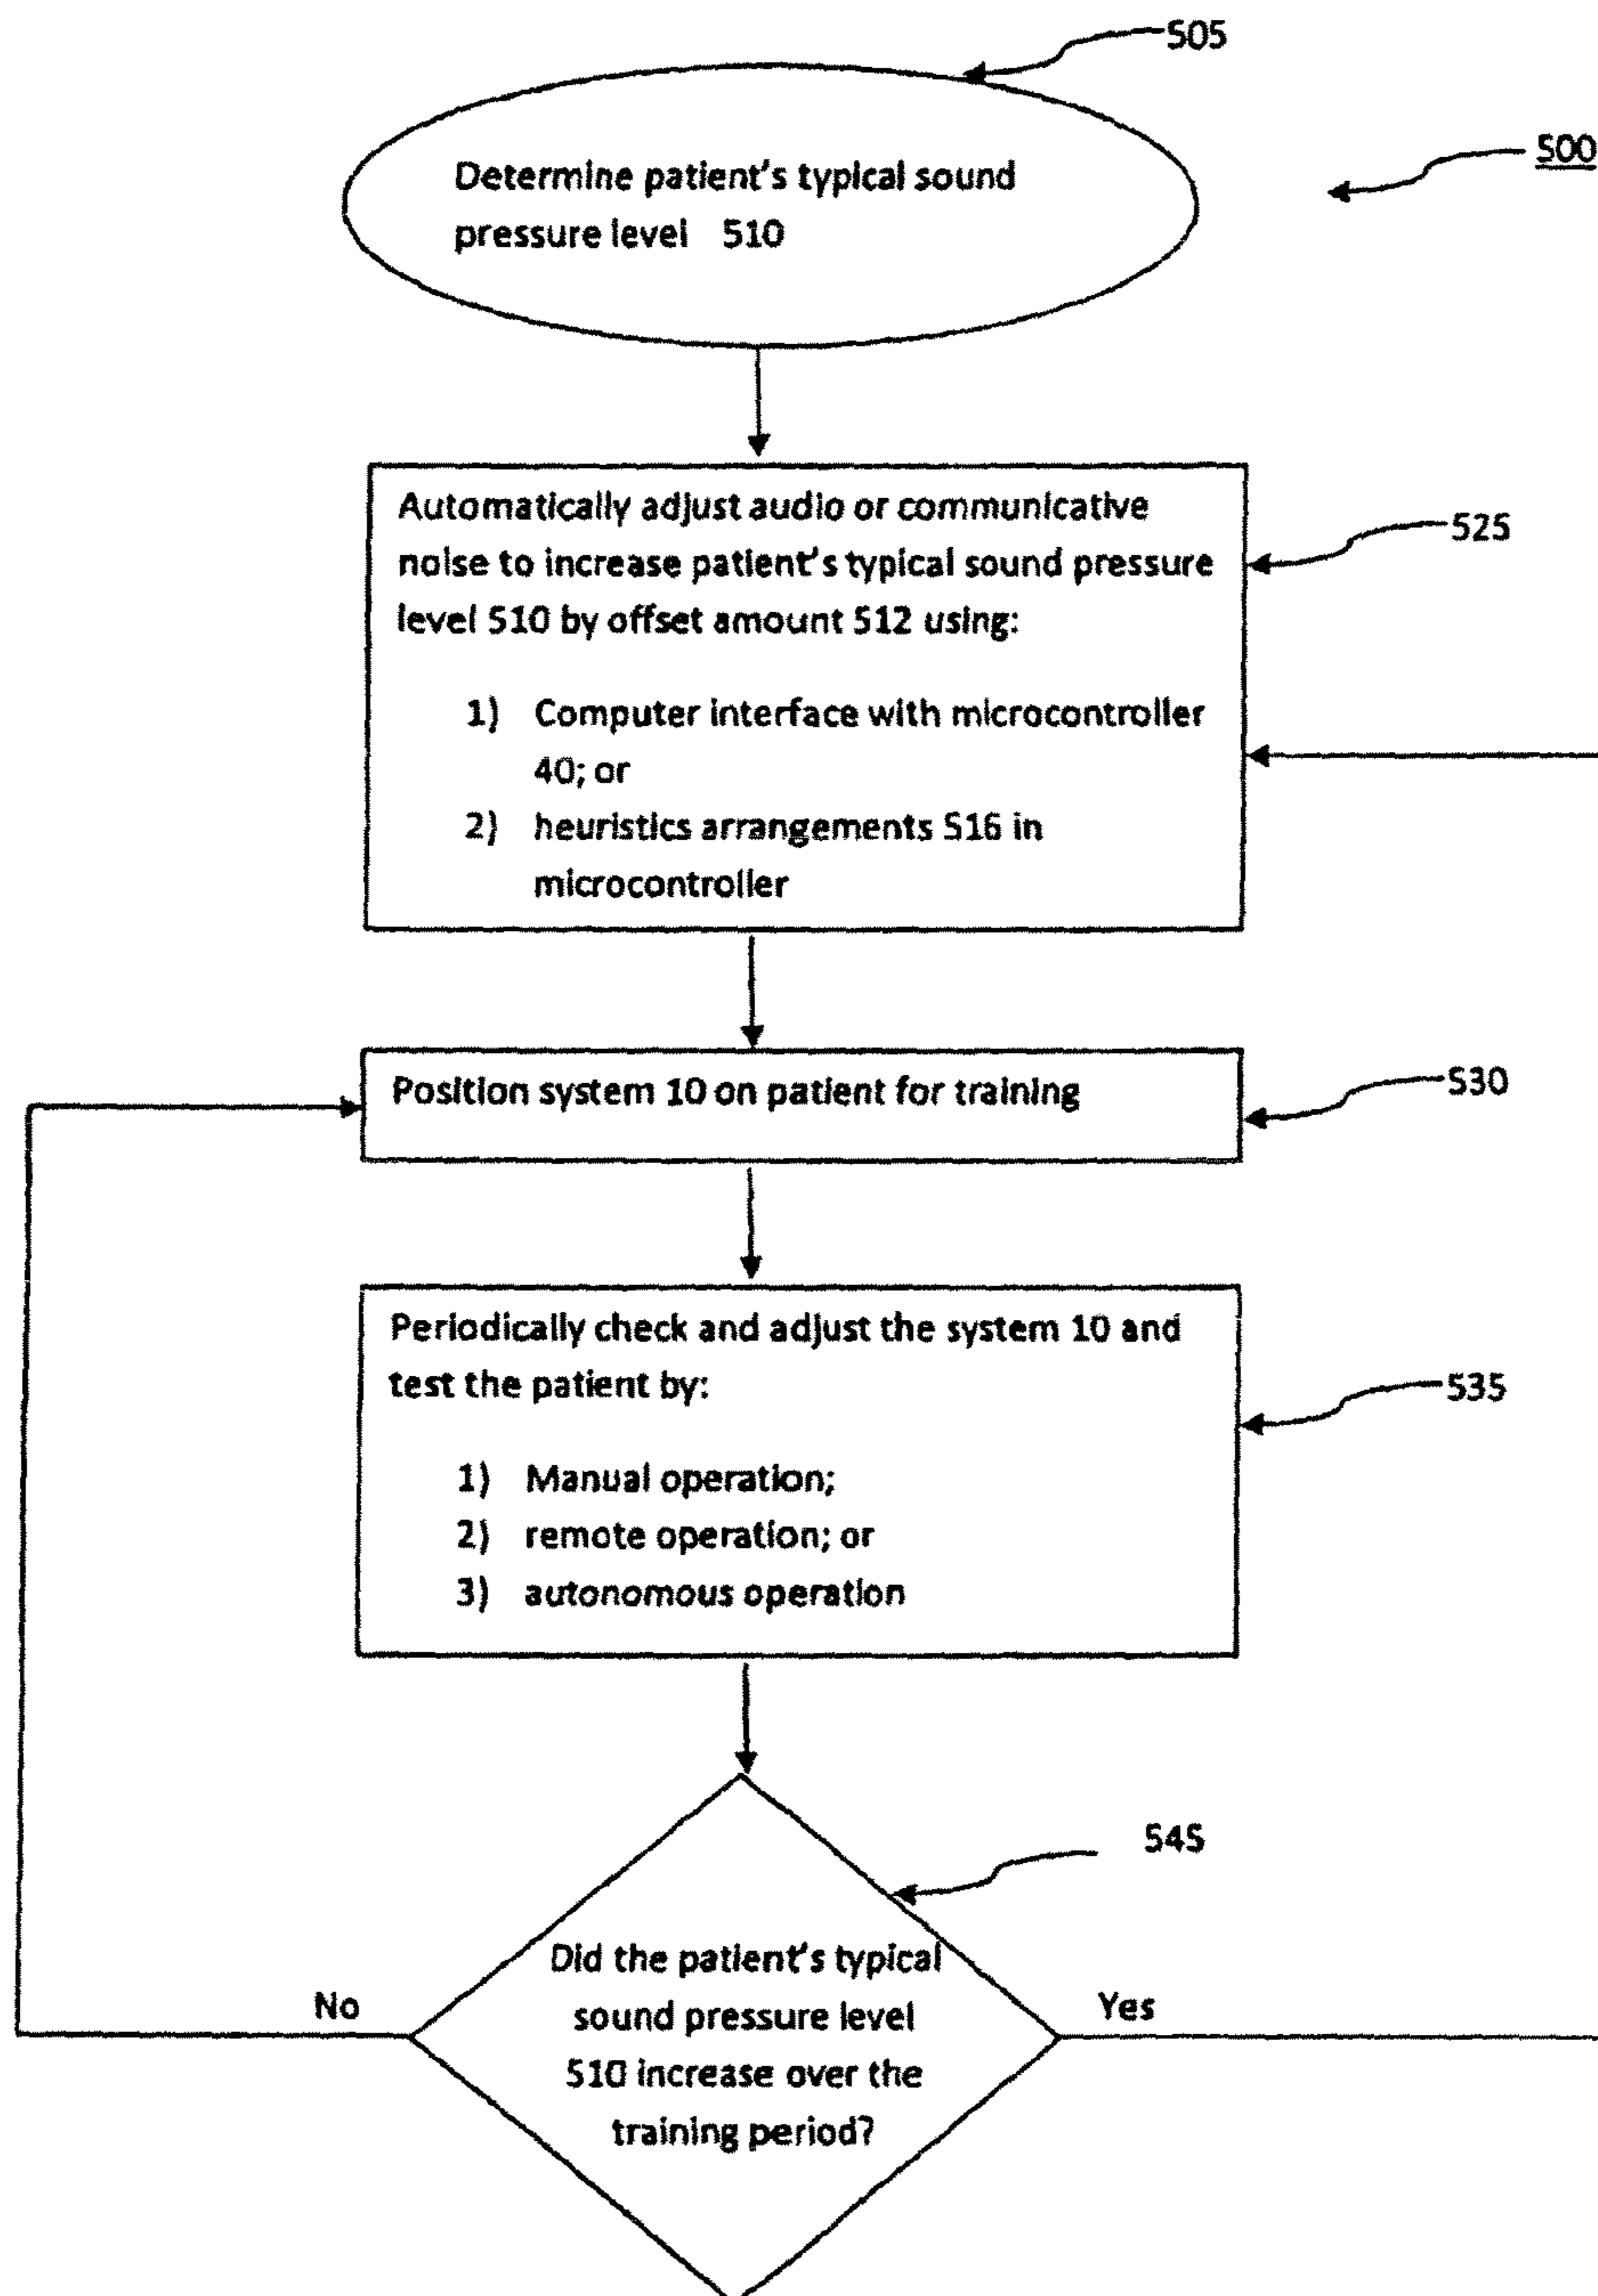 505
500
Determine patient's typical sound
pressure level 510
Automatically adjust audio or communicative
noise to increase patient's typical sound pressure
level 510 by offset amount 512 using:
525
1) Computer interface with microcontroller
40; or
2) heuristics arrangements 516 in
microcontroller
Position system 10 on patient for training
530
Periodically check and adjust the system 10 and
test the patient by:
535
1) Manual operation;
2) remote operation; or
3) autonomous operation
545
Did the patient's typical
sound pressure level
510 increase over the
training period?
No
Yes